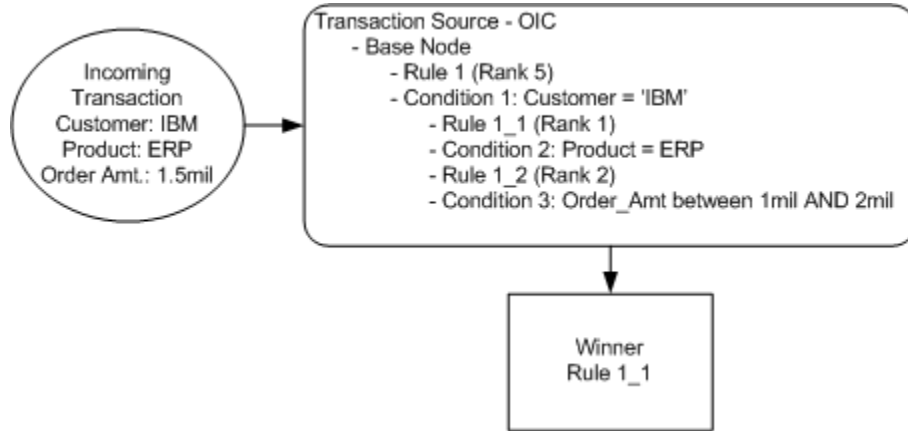 Incoming
Transaction
Customer: IBM
Product: ERP
Order Amt.: 1.5mil
Transaction Source - OIC
- Base Node
- Rule 1 (Rank 5)
- Condition 1: Customer = 'IBM'
- Rule 1_1 (Rank 1)
- Condition 2: Product = ERP
- Rule 1_2 (Rank 2)
- Condition 3: Order_Amt between 1mil AND 2mil
Winner
Rule 1_1